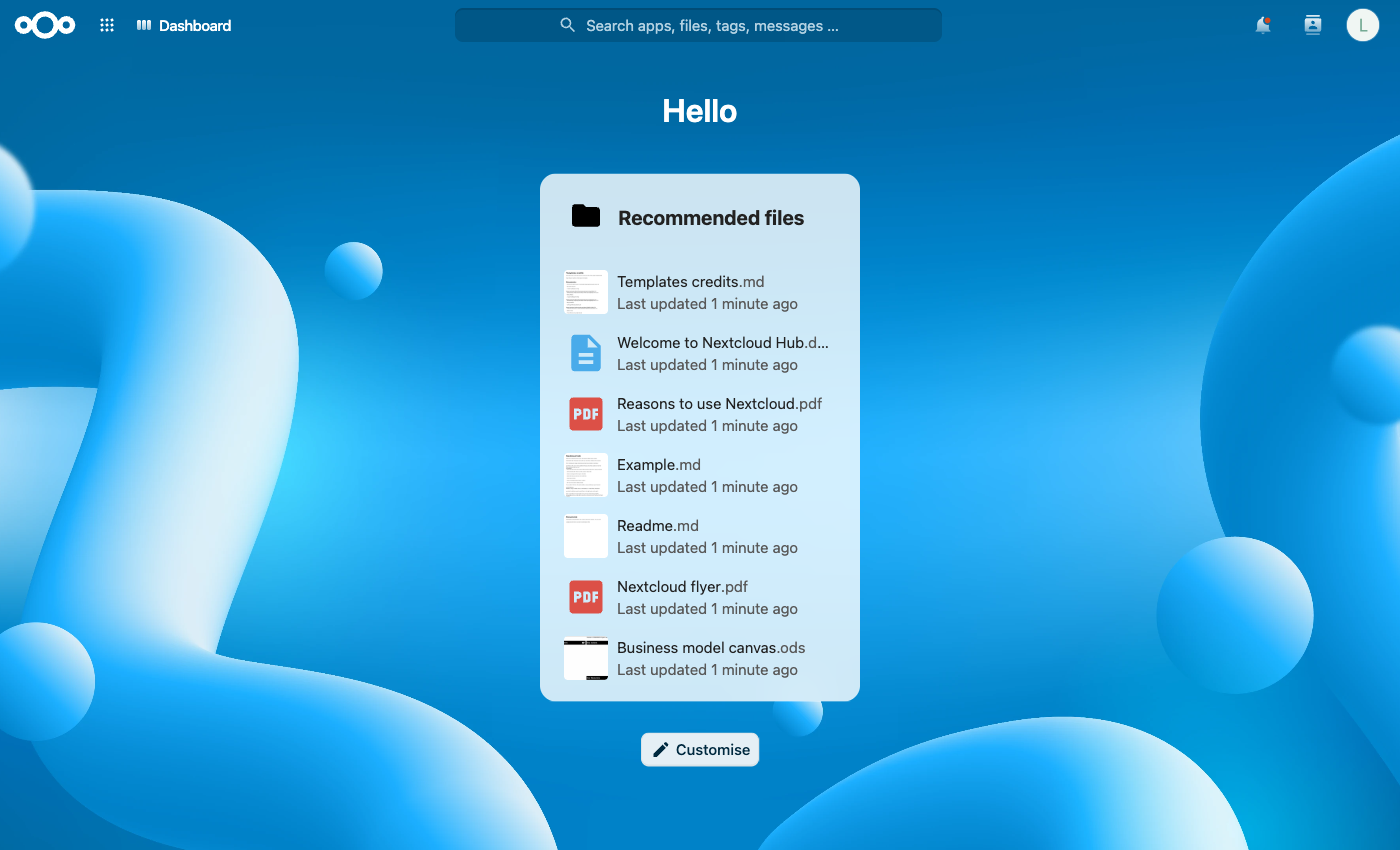 Dashboard
Search apps, files, tags, messages ...
L
Hello
Recommended files
Templates credits.md
Last updated 1 minute ago
Welcome to Nextcloud Hub.d...
Last updated 1 minute ago
PDF
Reasons to use Nextcloud.pdf
Last updated 1 minute ago
Example.md
Last updated 1 minute ago
Readme.md
Last updated 1 minute ago
PDF
Nextcloud flyer.pdf
Last updated 1 minute ago
Business model canvas.ods
Last updated 1 minute ago
Customise